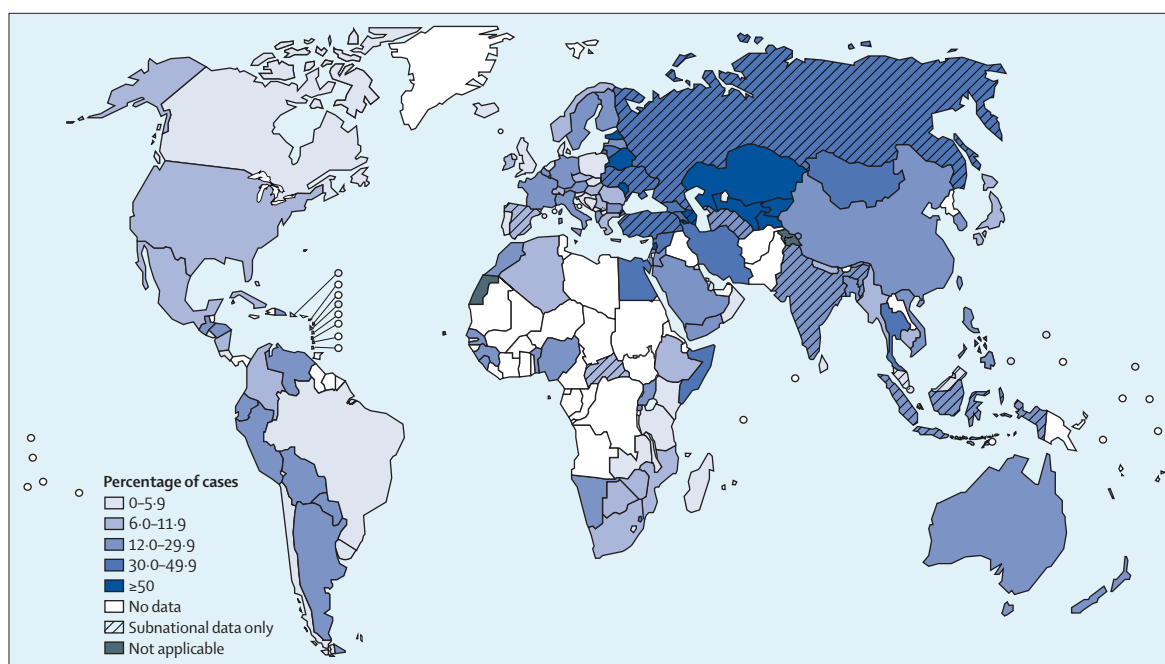 Percentage of cases
0–5·9
6·0–11·9
12·0–29·9
30·0–49·9
≥50
No data
Subnational data only
Not applicable